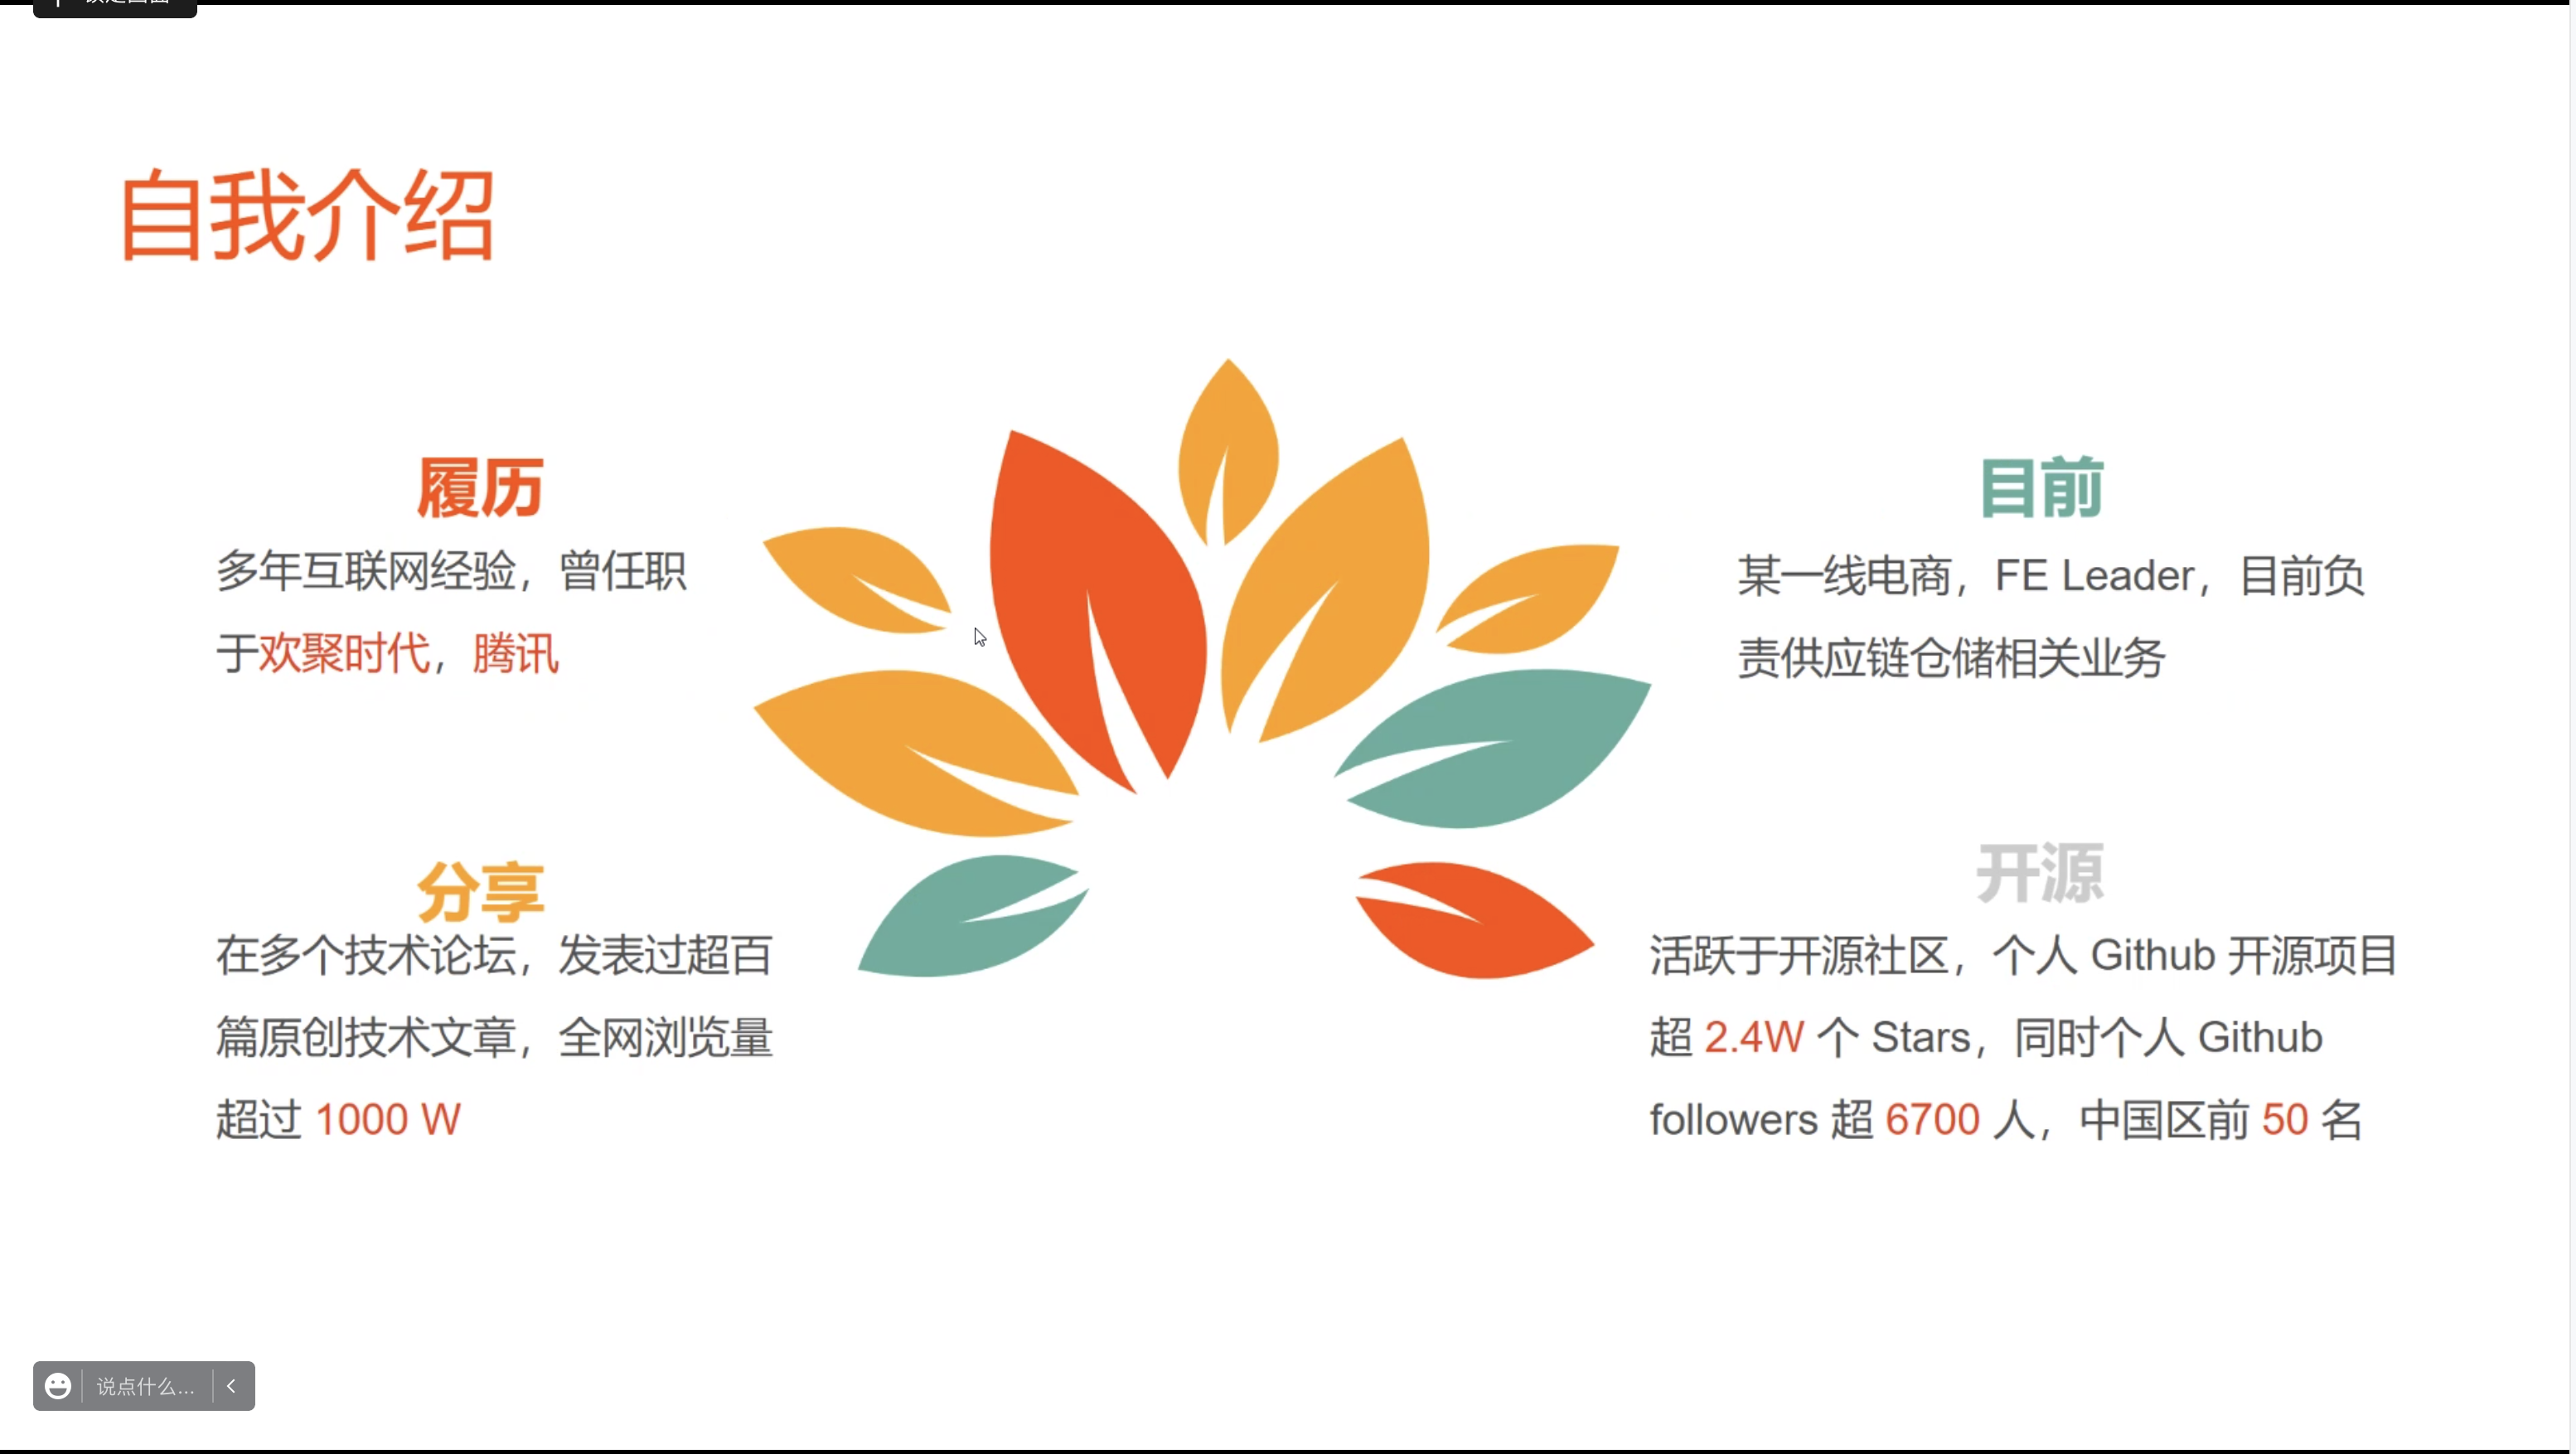 自我介绍
履历
多年互联网经验，曾任职
于欢聚时代，腾讯
目前
某一线电商，FE Leader，目前负
责供应链仓储相关业务
分享
在多个技术论坛，发表过超百
篇原创技术文章，全网浏览量
超过 1000 W
开源
活跃于开源社区，个人 Github 开源项目
超 2.4W 个 Stars，同时个人 Github
followers 超 6700 人，中国区前 50 名
说点什么...